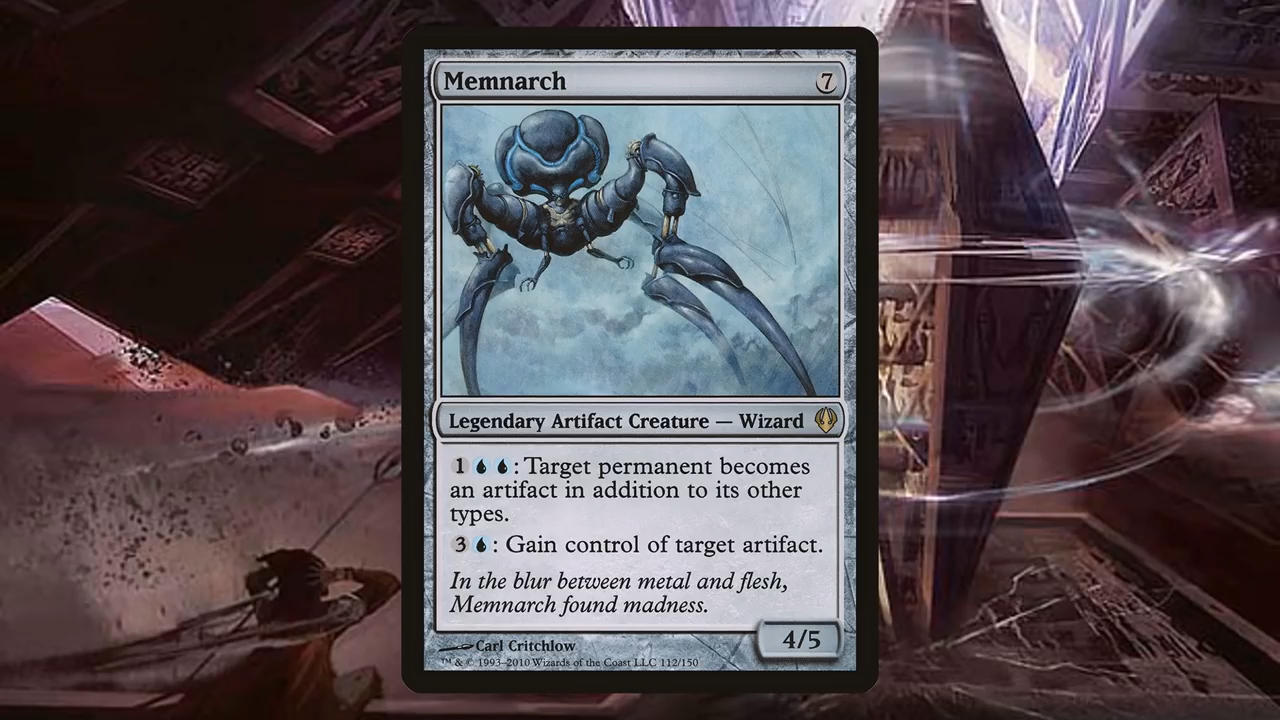 Memnarch 7
Legendary Artifact Creature — Wizard
1: Target permanent becomes
an artifact in addition to its other
types.
3: Gain control of target artifact.
In the blur between metal and flesh,
Memnarch found madness.
4/5
Carl Critchlow
™ & © 1993–2010 Wizards of the Coast LLC 112/150